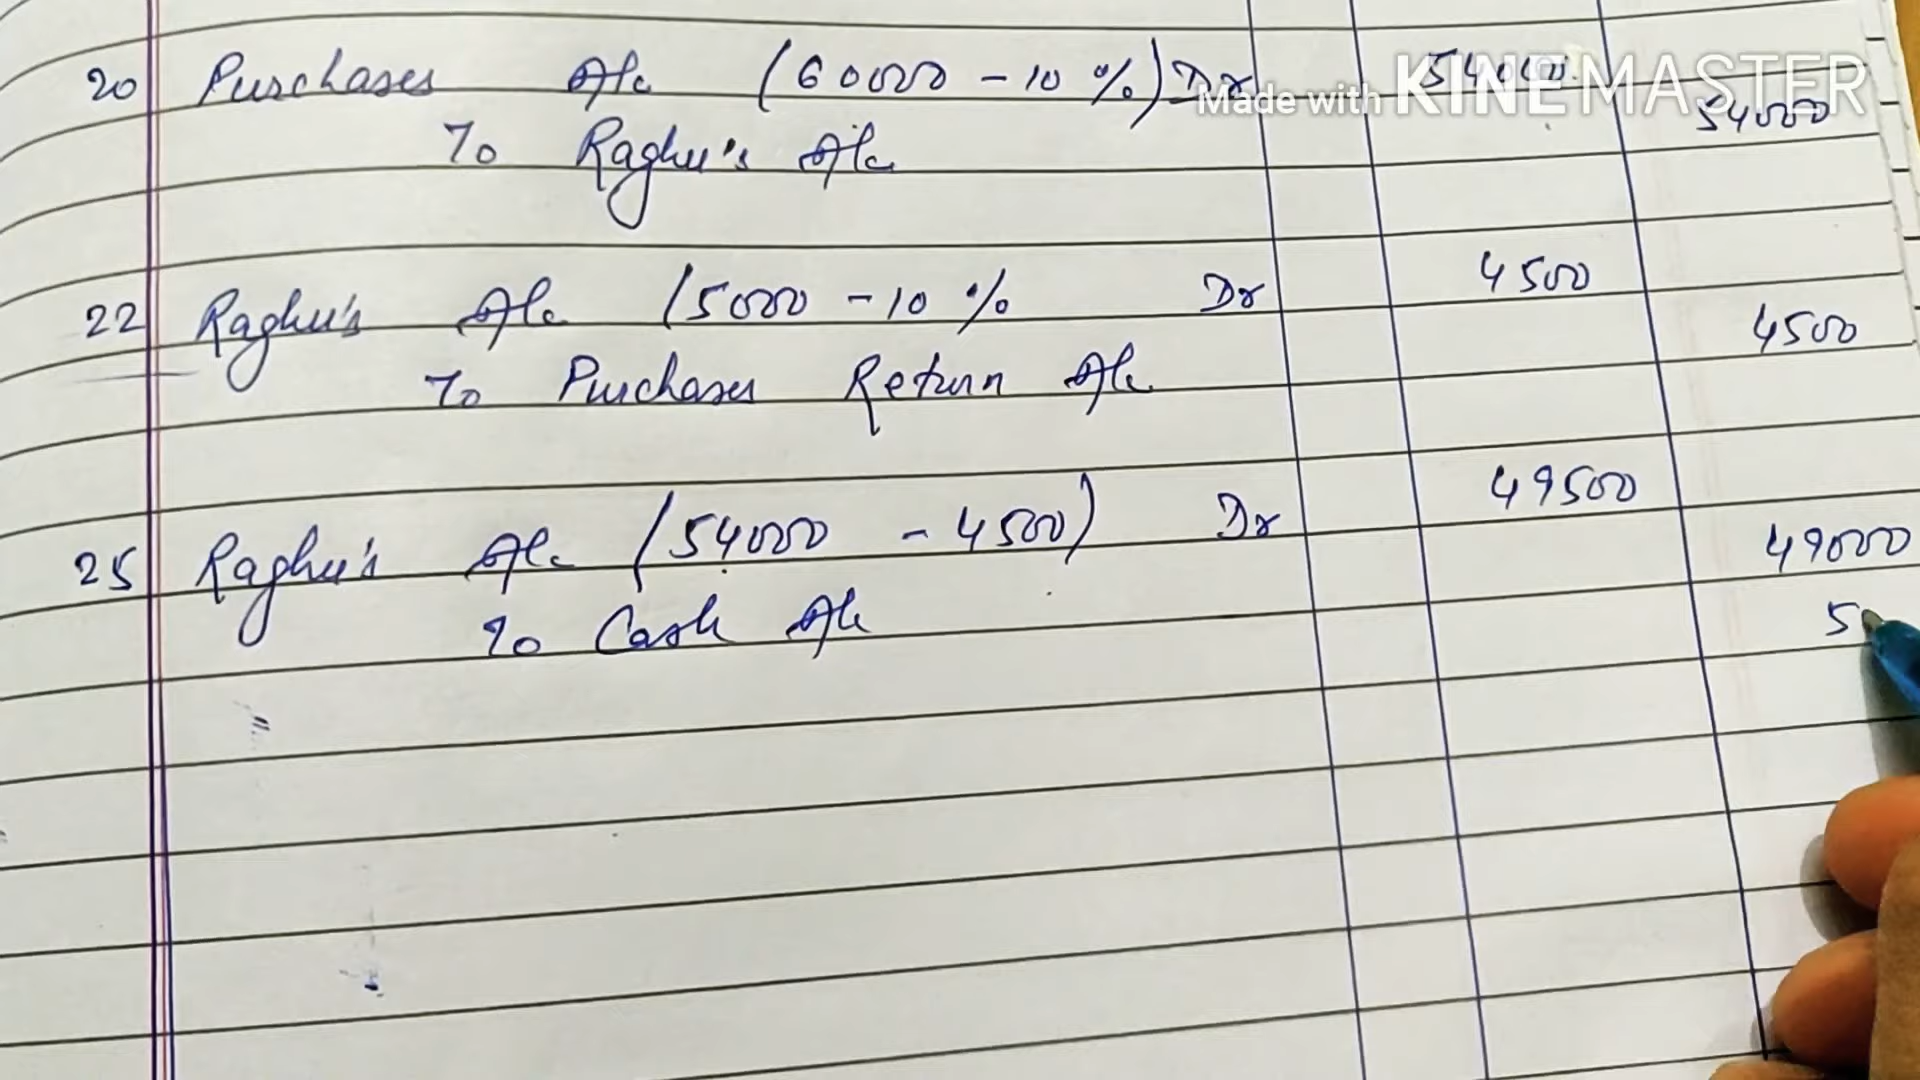 20 Purchases A/c (60000 - 10 %) Dr 54000
Made with KINEMASTER
To Raghu's A/c 54000
22 Raghu's A/c (5000 - 10 % Dr 4500
To Purchases Return A/c 4500
25 Raghu's A/c (54000 - 4500) Dr 49500
To Cash A/c 49000
5